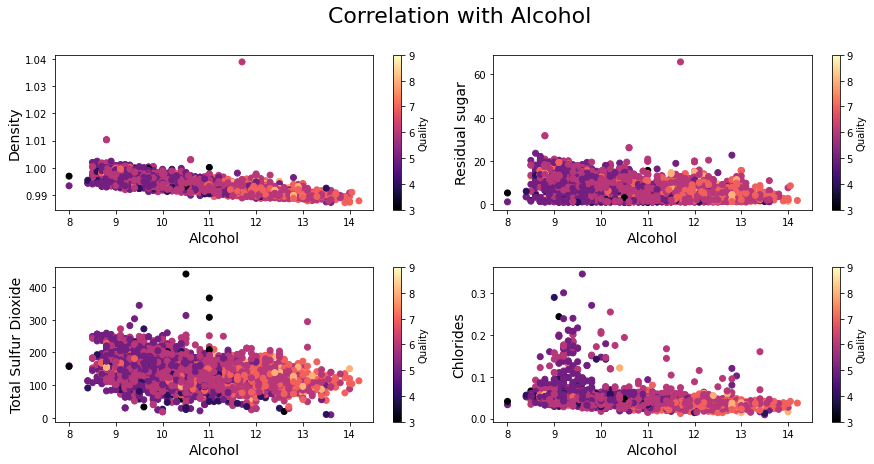 Correlation with Alcohol
Density
1.04
1.03
1.02
1.01
1.00
0.99
8 9 10 11 12 13 14
Alcohol
9
8
7
6
5
4
3
Quality
Residual sugar
60
40
20
0
8 9 10 11 12 13 14
Alcohol
9
8
7
6
5
4
3
Quality
Total Sulfur Dioxide
400
300
200
100
0
8 9 10 11 12 13 14
Alcohol
9
8
7
6
5
4
3
Quality
Chlorides
0.3
0.2
0.1
0.0
8 9 10 11 12 13 14
Alcohol
9
8
7
6
5
4
3
Quality